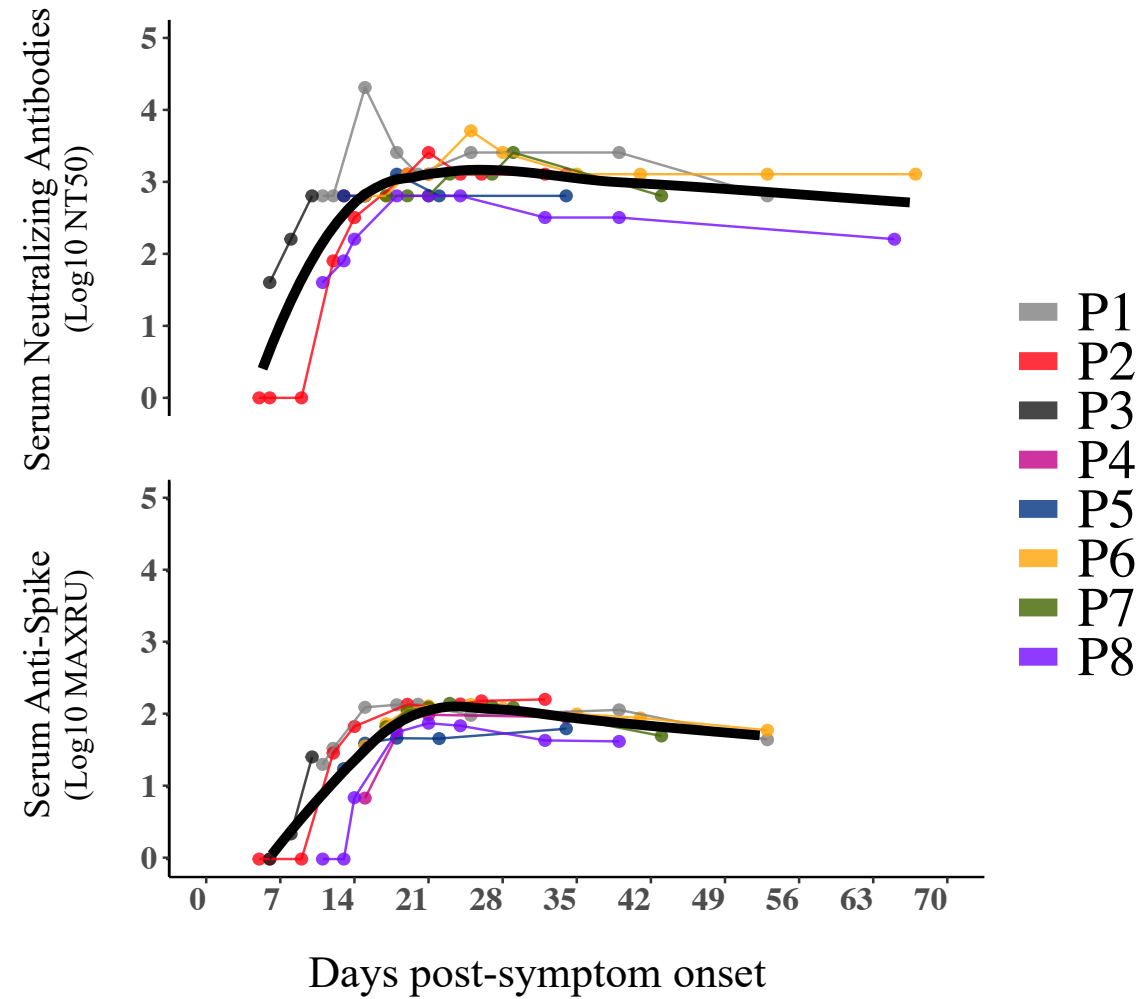 Serum Neutralizing Antibodies
(Log10 NT50)
5
4
3
2
1
0
Serum Anti-Spike
(Log10 MAXRU)
5
4
3
2
1
0
0 7 14 21 28 35 42 49 56 63 70
Days post-symptom onset
P1
P2
P3
P4
P5
P6
P7
P8